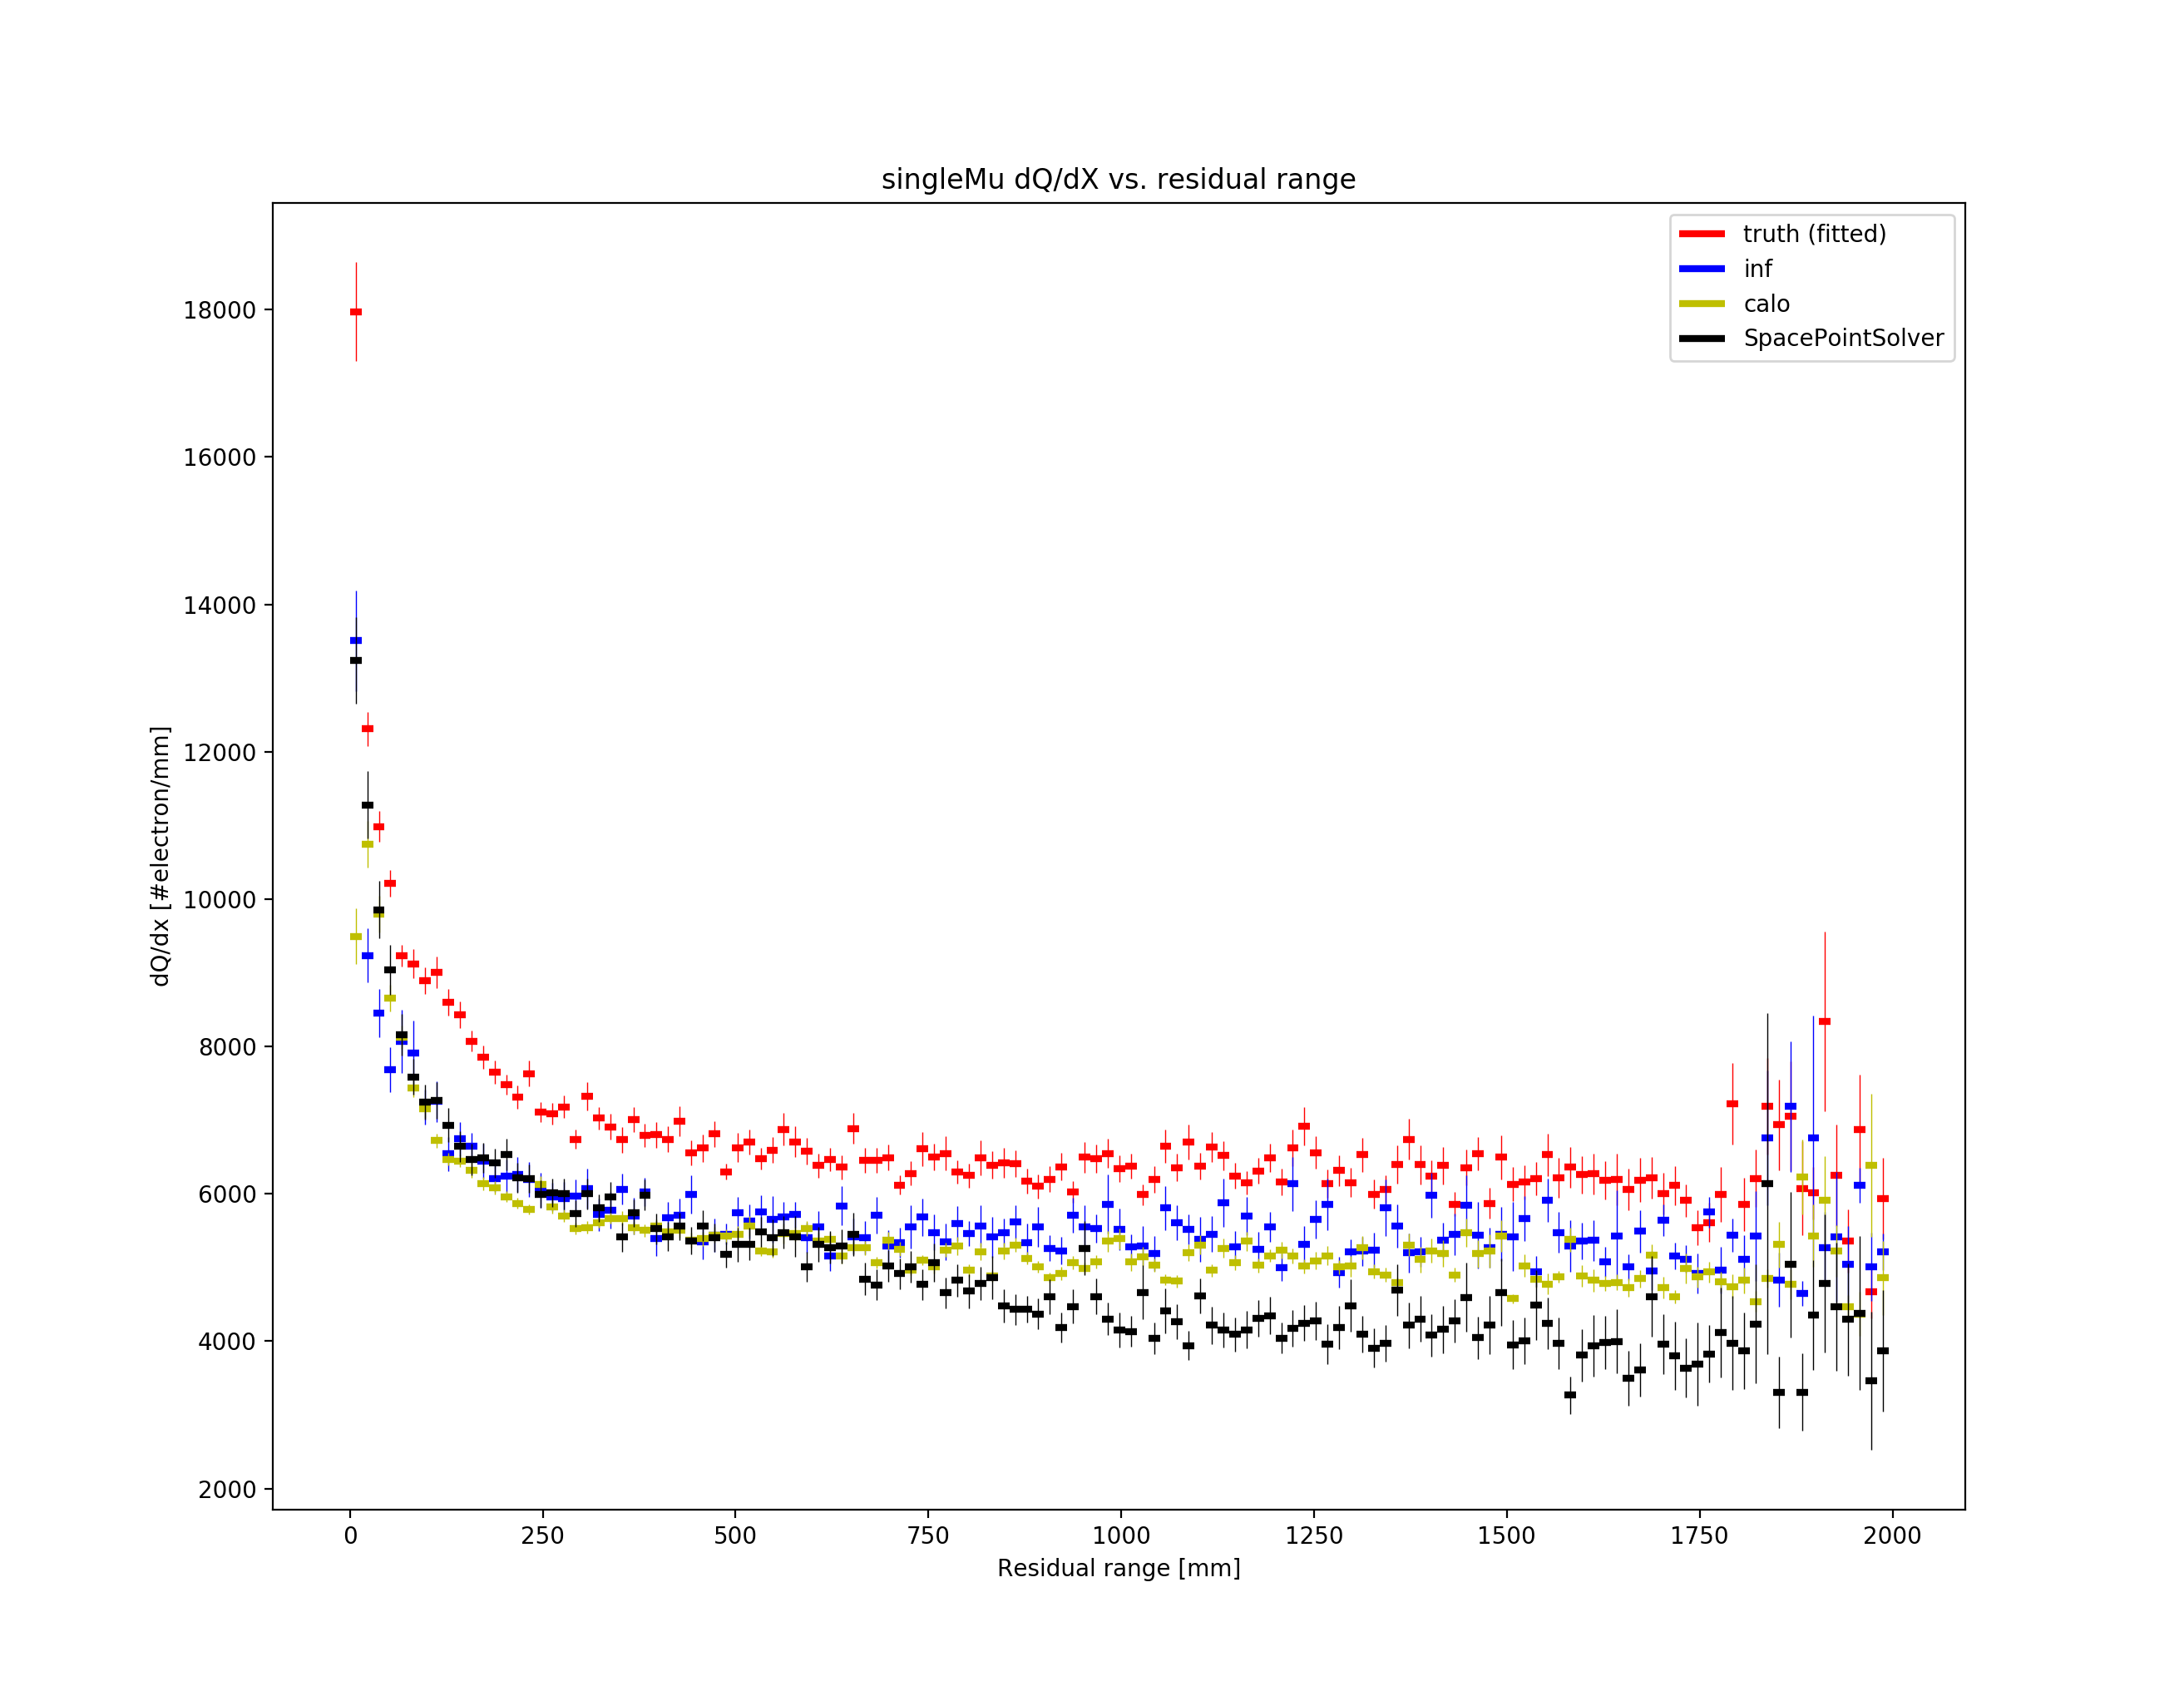 singleMu dQ/dX vs. residual range
truth (fitted)
inf
calo
SpacePointSolver
dQ/dx [#electron/mm]
18000
16000
14000
12000
10000
8000
6000
4000
2000
0 250 500 750 1000 1250 1500 1750 2000
Residual range [mm]